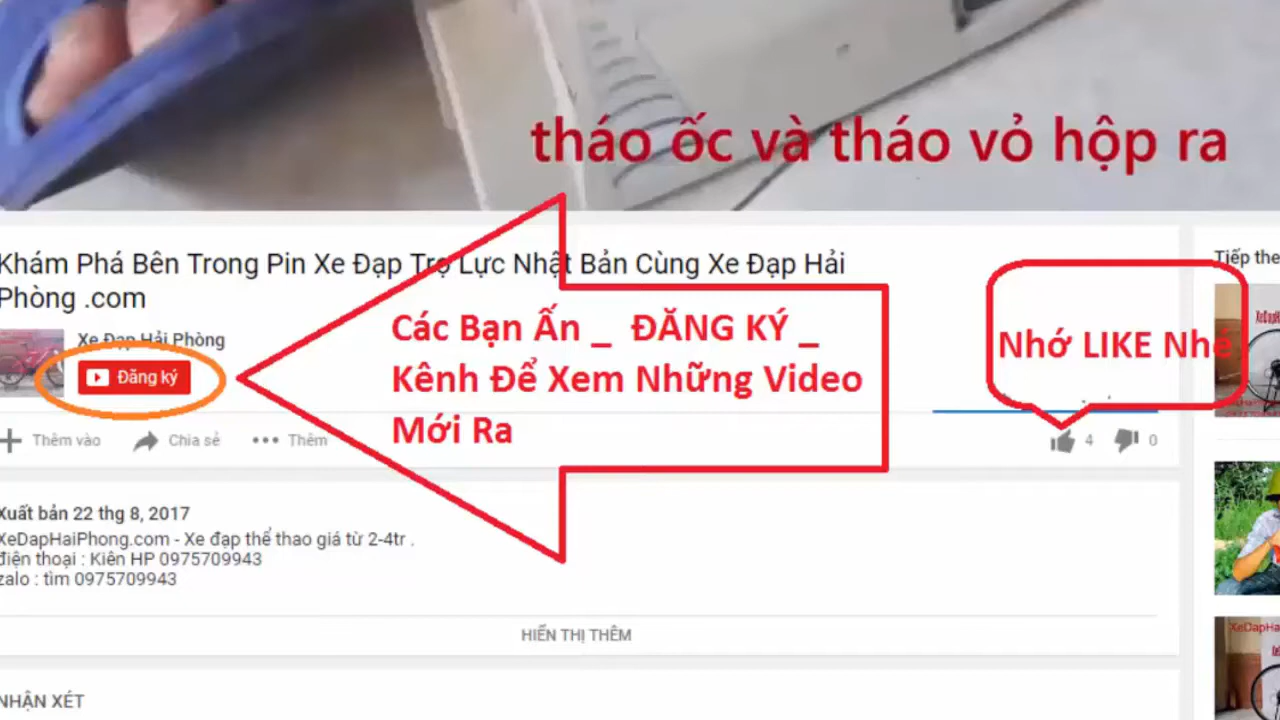 tháo ốc và tháo vỏ hộp ra
Khám Phá Bên Trong Pin Xe Đạp Trợ Lực Nhật Bản Cùng Xe Đạp Hải
Phòng .com
Tiếp the
Xe Đạp Hải Phòng
Đăng ký
Các Bạn Ấn _ ĐĂNG KÝ _
Kênh Để Xem Những Video
Mới Ra
Nhớ LIKE Nhé
Thêm vào
Chia sẻ
Thêm
4
0
Xuất bản 22 thg 8, 2017
XeDapHaiPhong.com - Xe đạp thể thao giá từ 2-4tr .
điện thoại : Kiên HP 0975709943
zalo : tìm 0975709943
HIỂN THỊ THÊM
XeDapHa
NHẬN XÉT